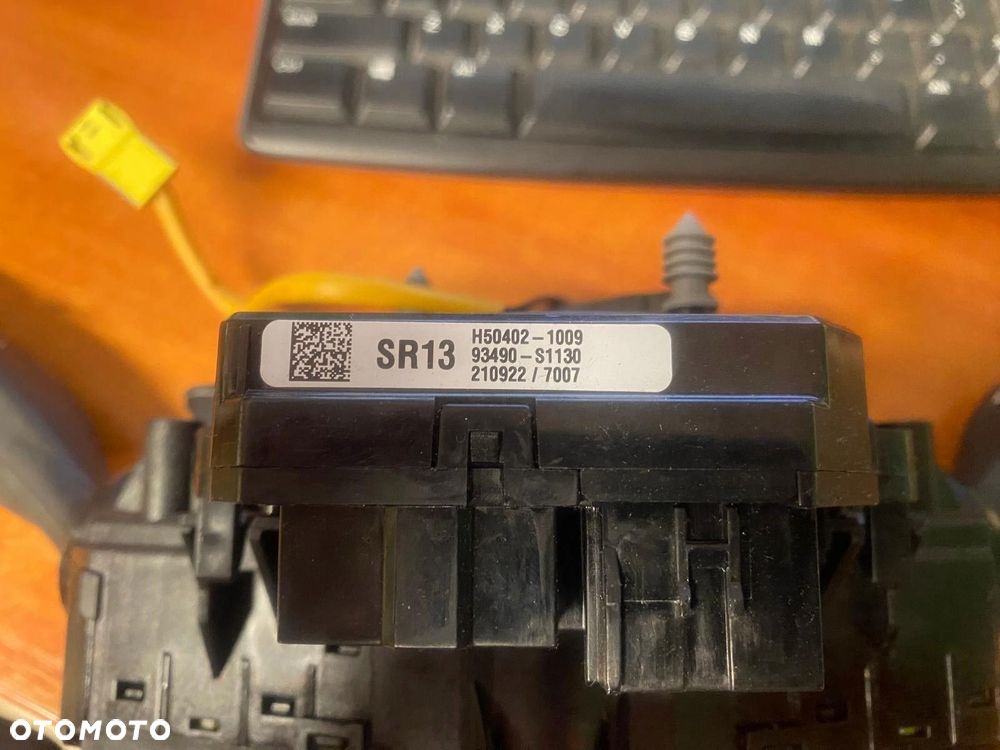 SR13
H50402-1009
93490-S1130
210922 / 7007
OTOMOTO